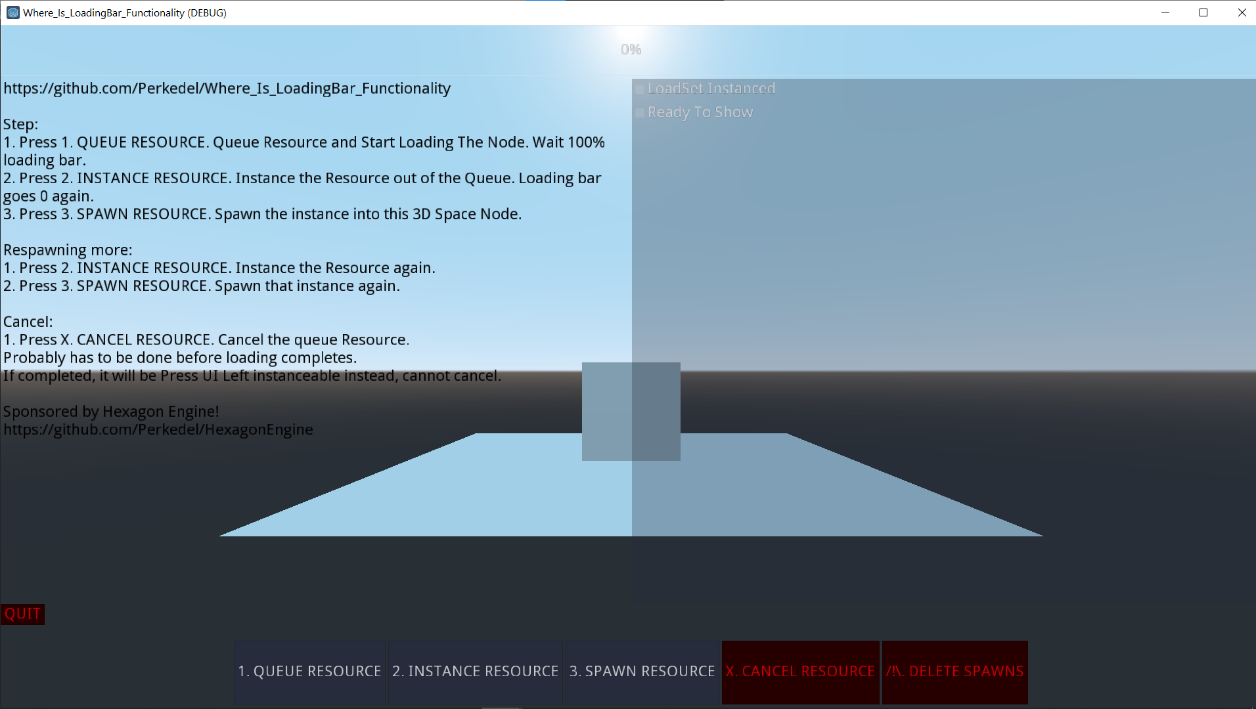 Where_Is_LoadingBar_Functionality (DEBUG)
0%
https://github.com/Perkedel/Where_Is_LoadingBar_Functionality
Step:
1. Press 1. QUEUE RESOURCE. Queue Resource and Start Loading The Node. Wait 100%
loading bar.
2. Press 2. INSTANCE RESOURCE. Instance the Resource out of the Queue. Loading bar
goes 0 again.
3. Press 3. SPAWN RESOURCE. Spawn the instance into this 3D Space Node.
Respawning more:
1. Press 2. INSTANCE RESOURCE. Instance the Resource again.
2. Press 3. SPAWN RESOURCE. Spawn that instance again.
Cancel:
1. Press X. CANCEL RESOURCE. Cancel the queue Resource.
Probably has to be done before loading completes.
If completed, it will be Press UI Left instanceable instead, cannot cancel.
Sponsored by Hexagon Engine!
https://github.com/Perkedel/HexagonEngine
LoadSet Instanced
Ready To Show
QUIT
1. QUEUE RESOURCE
2. INSTANCE RESOURCE
3. SPAWN RESOURCE
X. CANCEL RESOURCE
/!\. DELETE SPAWNS